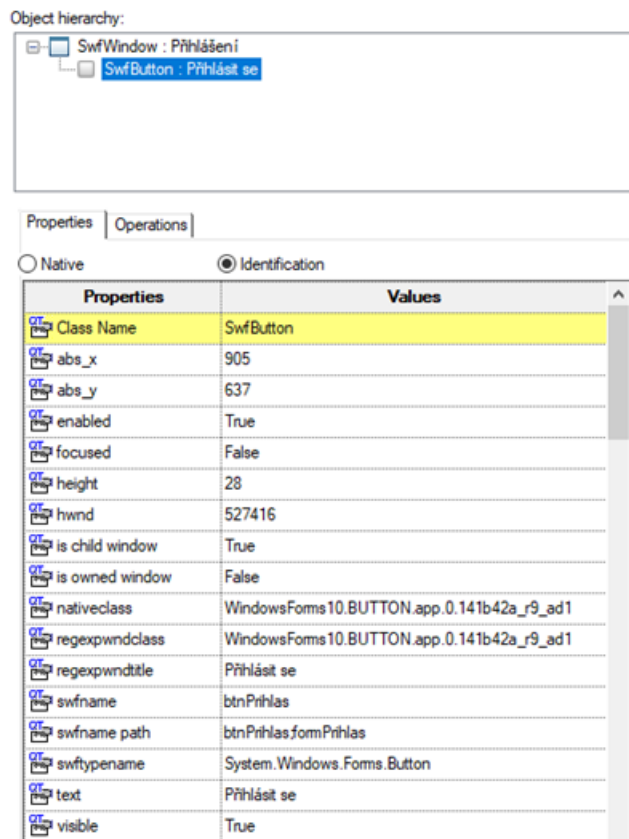 Object hierarchy:
SwfWindow : Přihlášení
SwfButton : Přihlásit se
Properties Operations
Native Identification
Properties Values
Class Name SwfButton
abs_x 905
abs_y 637
enabled True
focused False
height 28
hwnd 527416
is child window True
is owned window False
nativeclass WindowsForms10.BUTTON.app.0.141b42a_r9_ad1
regexpwndclass WindowsForms10.BUTTON.app.0.141b42a_r9_ad1
regexpwndtitle Přihlásit se
swfname btnPrihlas
swfname path btnPrihlas;formPrihlas
swftypename System.Windows.Forms.Button
text Přihlásit se
visible True